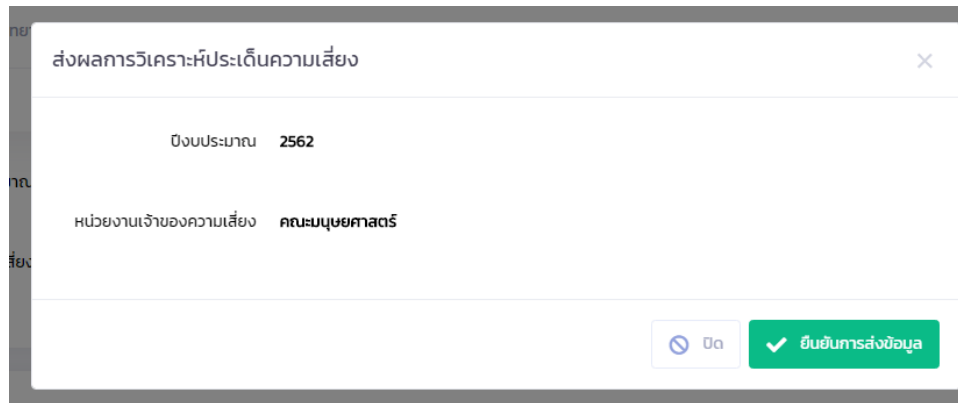 ส่งผลการวิเคราะห์ประเด็นความเสี่ยง
ปีงบประมาณ 2562
หน่วยงานเจ้าของความเสี่ยง คณะมนุษยศาสตร์
ปิด ยืนยันการส่งข้อมูล